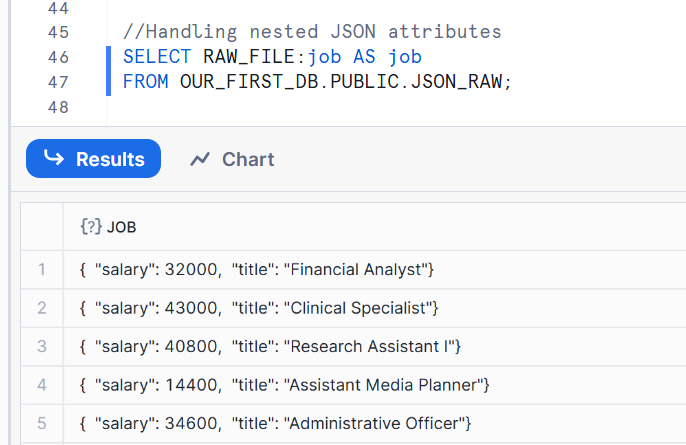 44
45 //Handling nested JSON attributes
46 SELECT RAW_FILE:job AS job
47 FROM OUR_FIRST_DB.PUBLIC.JSON_RAW;
48
Results Chart
{?} JOB
1 { "salary": 32000, "title": "Financial Analyst"}
2 { "salary": 43000, "title": "Clinical Specialist"}
3 { "salary": 40800, "title": "Research Assistant I"}
4 { "salary": 14400, "title": "Assistant Media Planner"}
5 { "salary": 34600, "title": "Administrative Officer"}